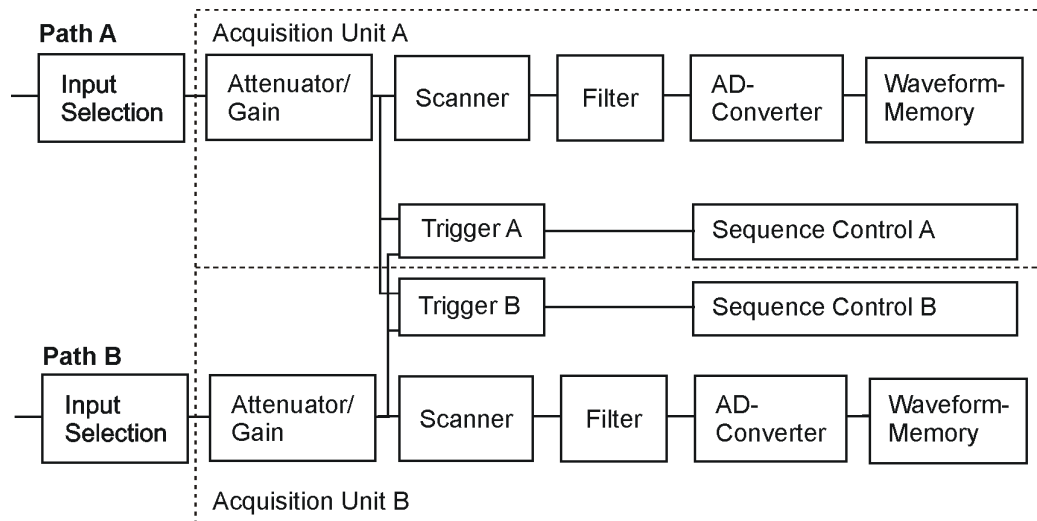 Path A
Acquisition Unit A
Input
Selection
Attenuator/
Gain
Scanner
Filter
AD-
Converter
Waveform-
Memory
Trigger A
Sequence Control A
Trigger B
Sequence Control B
Path B
Input
Selection
Attenuator/
Gain
Scanner
Filter
AD-
Converter
Waveform-
Memory
Acquisition Unit B